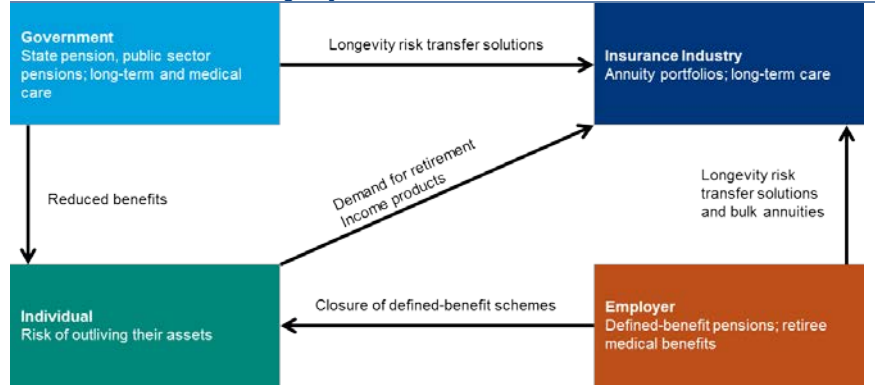 Government
State pension, public sector
pensions; long-term and medical
care
Longevity risk transfer solutions
Insurance Industry
Annuity portfolios; long-term care
Reduced benefits
Demand for retirement
Income products
Longevity risk
transfer solutions
and bulk annuities
Individual
Risk of outliving their assets
Closure of defined-benefit schemes
Employer
Defined-benefit pensions; retiree
medical benefits